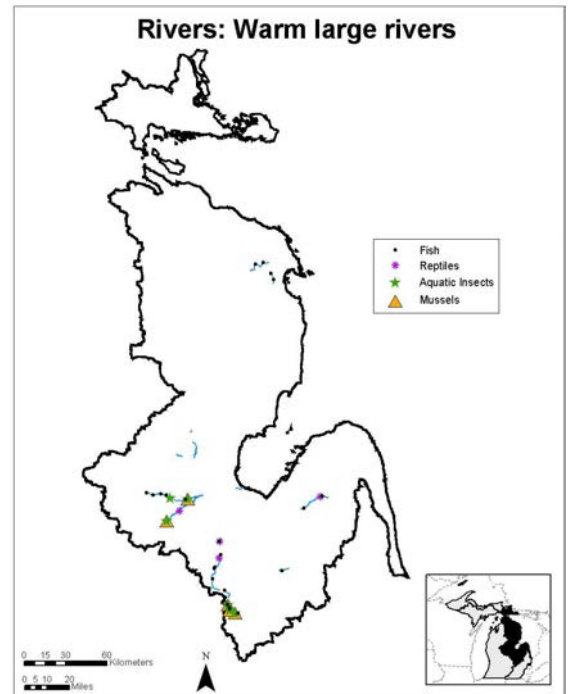 Rivers: Warm large rivers
Fish
Reptiles
Aquatic Insects
Mussels
0 15 30 60
Kilometers
0 5 10 20
Miles
N